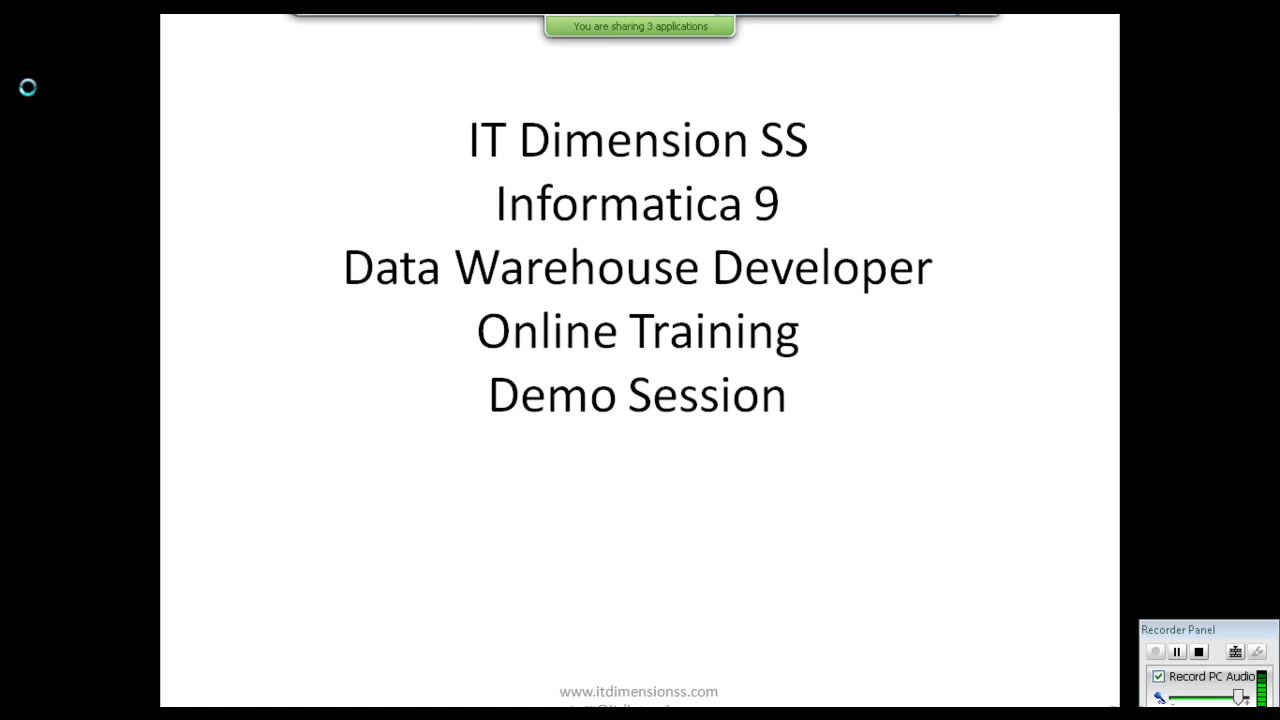 You are sharing 3 applications
IT Dimension SS
Informatica 9
Data Warehouse Developer
Online Training
Demo Session
www.itdimensionss.com
Recorder Panel
Record PC Audio